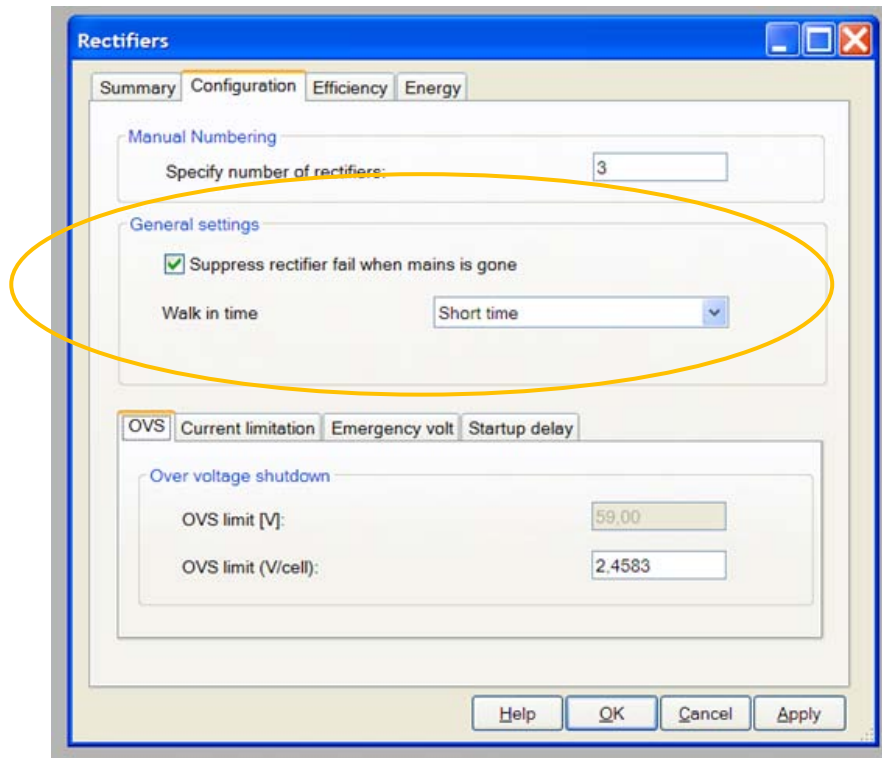 Rectifiers
Summary Configuration Efficiency Energy
Manual Numbering
Specify number of rectifiers: 3
General settings
Suppress rectifier fail when mains is gone
Walk in time Short time
OVS Current limitation Emergency volt Startup delay
Over voltage shutdown
OVS limit [V]: 59,00
OVS limit (V/cell): 2,4583
Help OK Cancel Apply